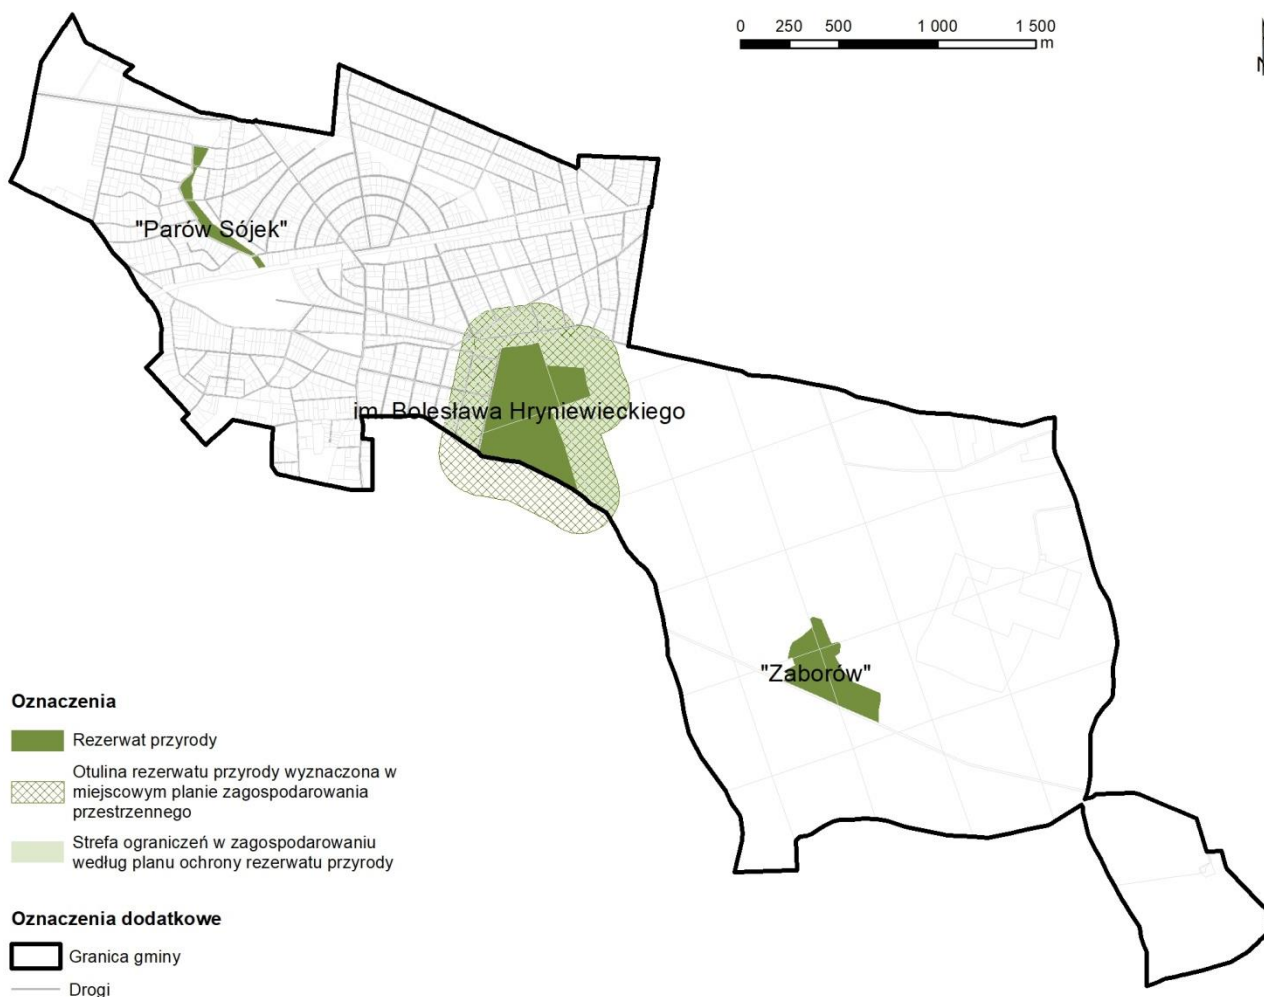 0 250 500 1 000 1 500
m
N
"Parów Sójek"
im. Bolesława Hryniewieckiego
"Zaborów"
Oznaczenia
Rezerwat przyrody
Otulina rezerwatu przyrody wyznaczona w
miejscowym planie zagospodarowania
przestrzennego
Strefa ograniczeń w zagospodarowaniu
według planu ochrony rezerwatu przyrody
Oznaczenia dodatkowe
Granica gminy
Drogi